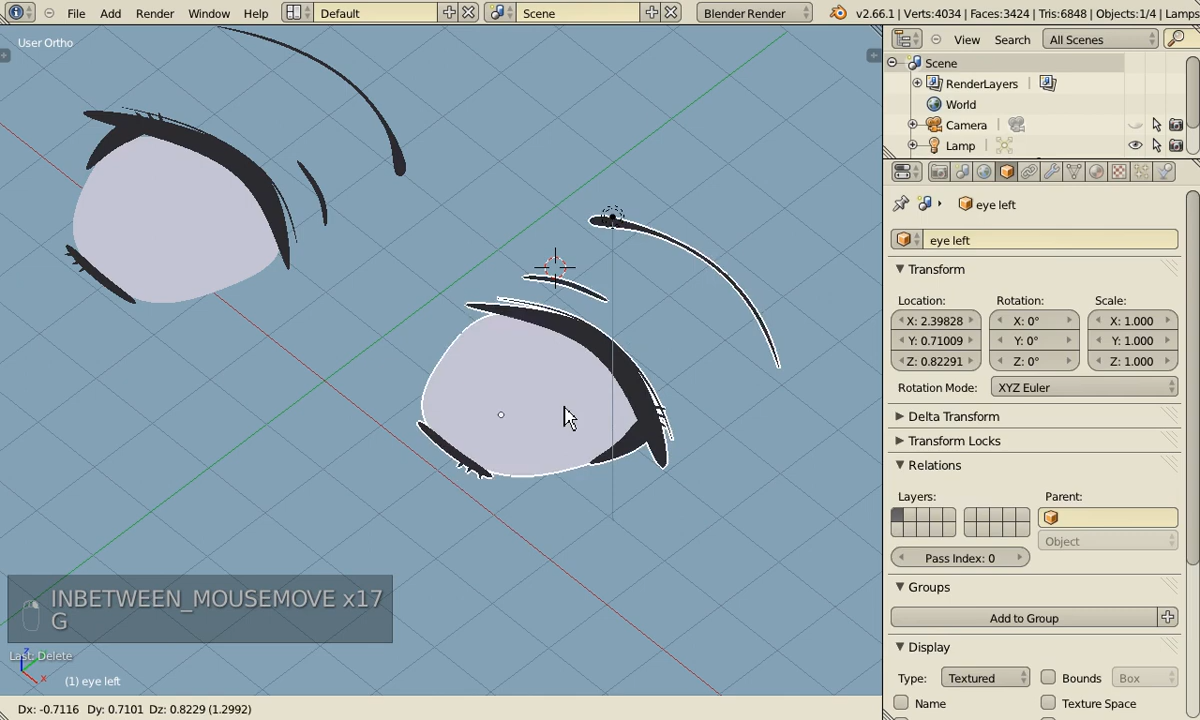 File Add Render Window Help Default Scene Blender Render v2.66.1 | Verts:4034 | Faces:3424 | Tris:6848 | Objects:1/4 | Lamps
User Ortho
View Search All Scenes
Scene
RenderLayers
World
Camera
Lamp
eye left
eye left
Transform
Location: Rotation: Scale:
X: 2.39828 X: 0° X: 1.000
Y: 0.71009 Y: 0° Y: 1.000
Z: 0.82291 Z: 0° Z: 1.000
Rotation Mode: XYZ Euler
Delta Transform
Transform Locks
Relations
Layers: Parent:
Object
Pass Index: 0
Groups
Add to Group
Display
Type: Textured Bounds Box
Name Texture Space
INBETWEEN_MOUSEMOVE x17
G
Last: Delete
z
x
(1) eye left
Dx: -0.7116 Dy: 0.7101 Dz: 0.8229 (1.2992)